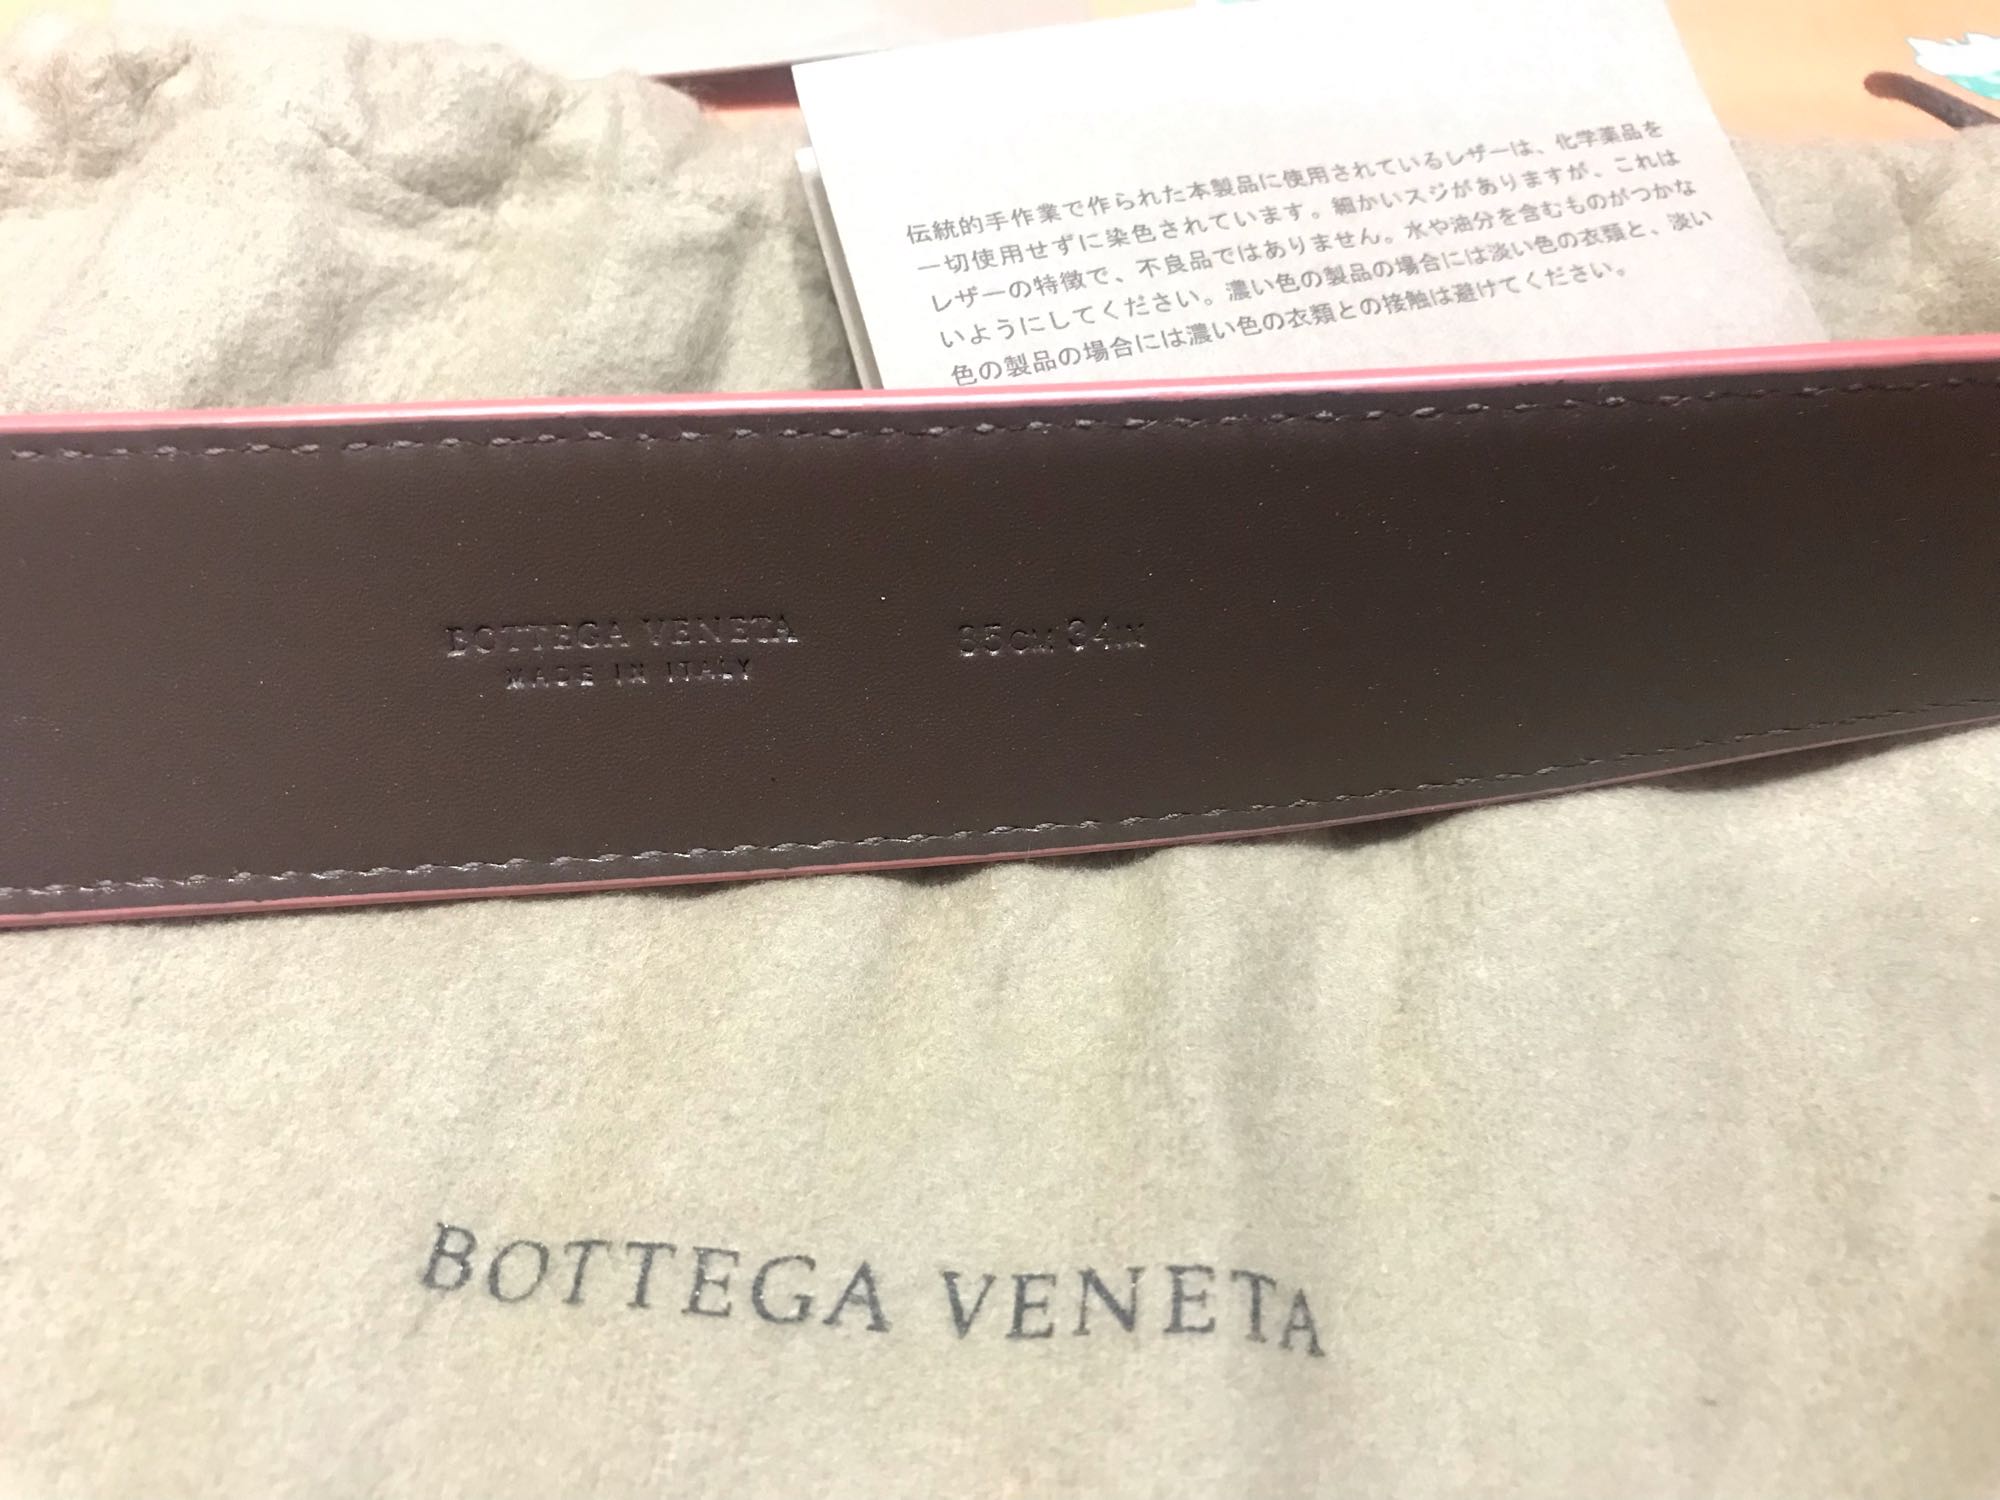 伝統的手作業で作られた本製品に使用されているレザーは、化学薬品を
一切使用せずに染色されています。細かいスジがありますが、これは
レザーの特徴で、不良品ではありません。水や油分を含むものがつかな
いようにしてください。濃い色の製品の場合には淡い色の衣類と、淡い
色の製品の場合には濃い色の衣類との接触は避けてください。
BOTTEGA VENETA
MADE IN ITALY
85CM 34IN
BOTTEGA VENETA